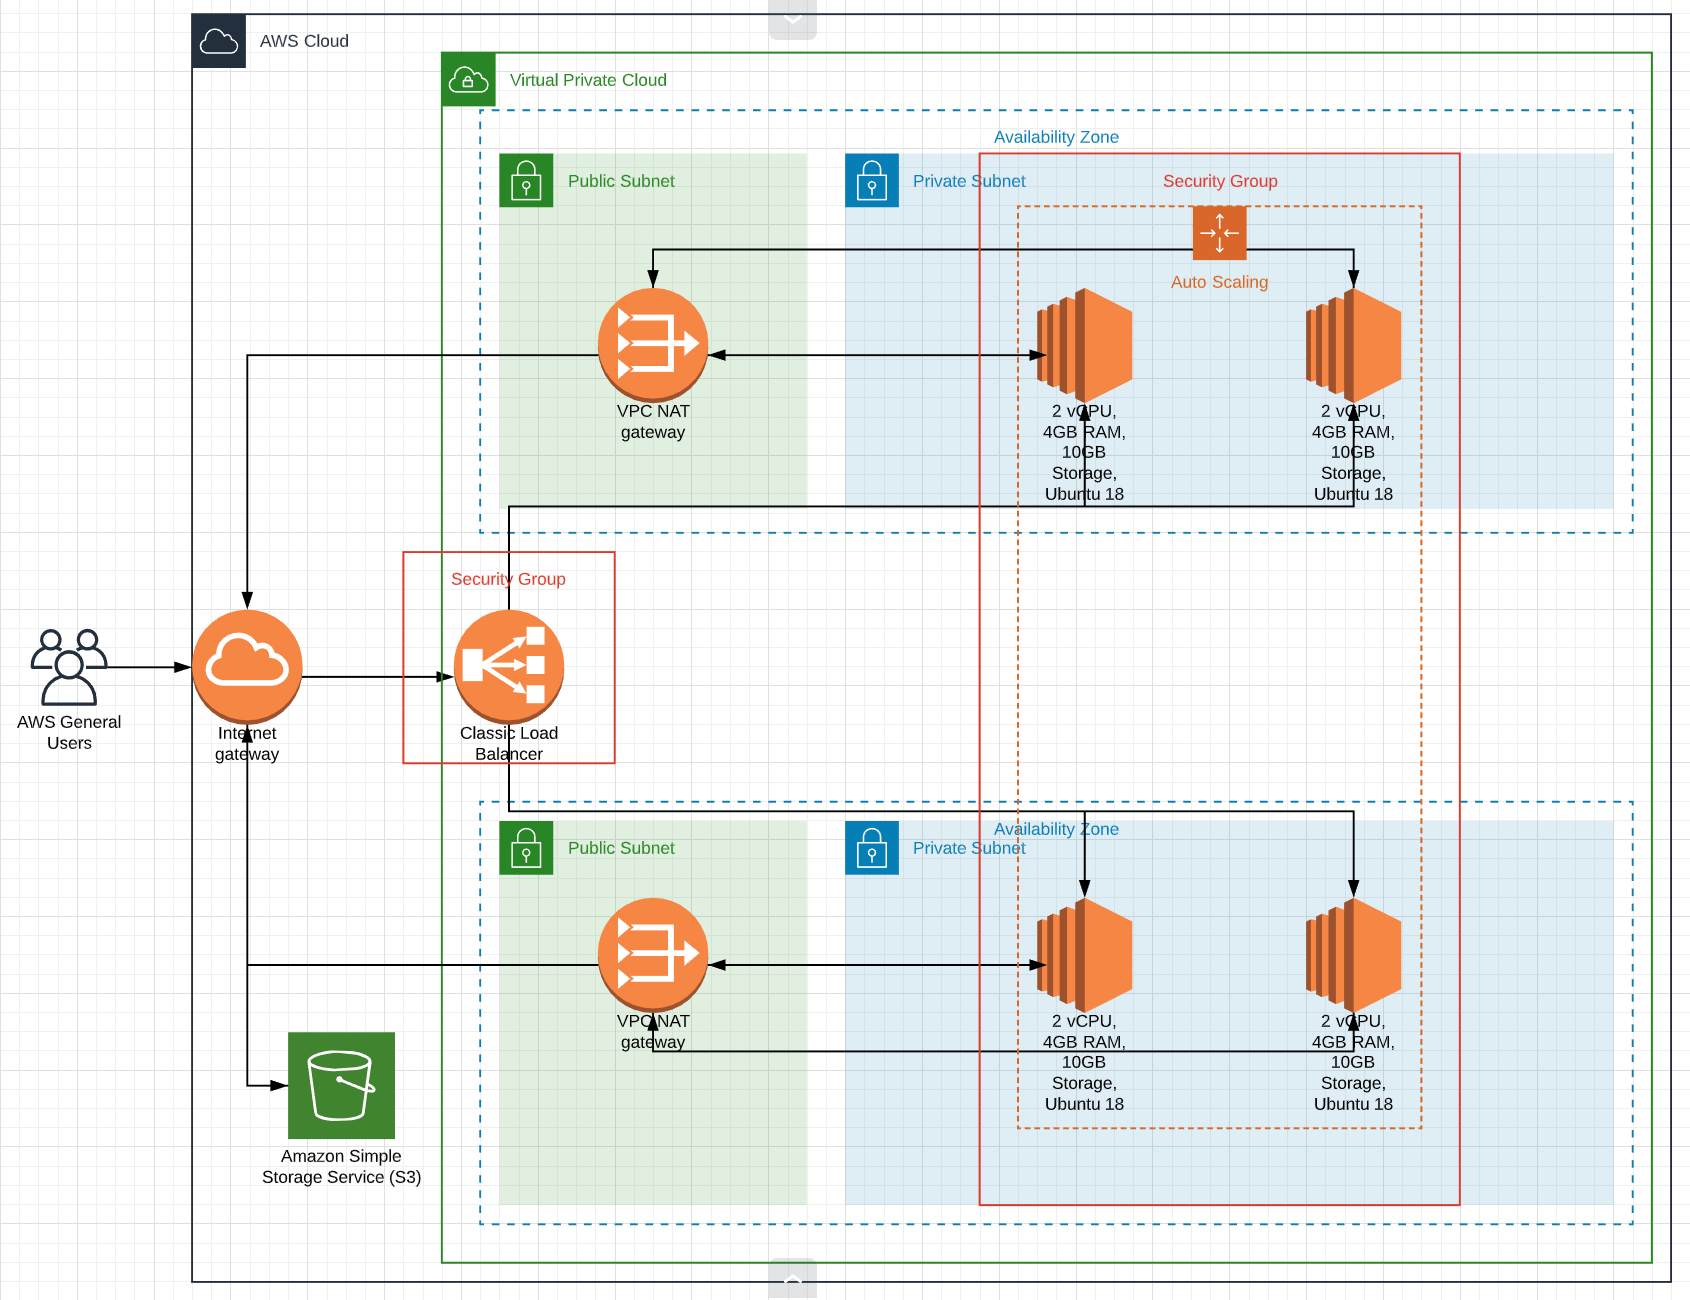 AWS Cloud
Virtual Private Cloud
Availability Zone
Public Subnet
Private Subnet
Security Group
Auto Scaling
VPC NAT
gateway
2 vCPU,
4GB RAM,
10GB
Storage,
Ubuntu 18
2 vCPU,
4GB RAM,
10GB
Storage,
Ubuntu 18
Security Group
AWS General
Users
Internet
gateway
Classic Load
Balancer
Availability Zone
Public Subnet
Private Subnet
VPC NAT
gateway
2 vCPU,
4GB RAM,
10GB
Storage,
Ubuntu 18
2 vCPU,
4GB RAM,
10GB
Storage,
Ubuntu 18
Amazon Simple
Storage Service (S3)